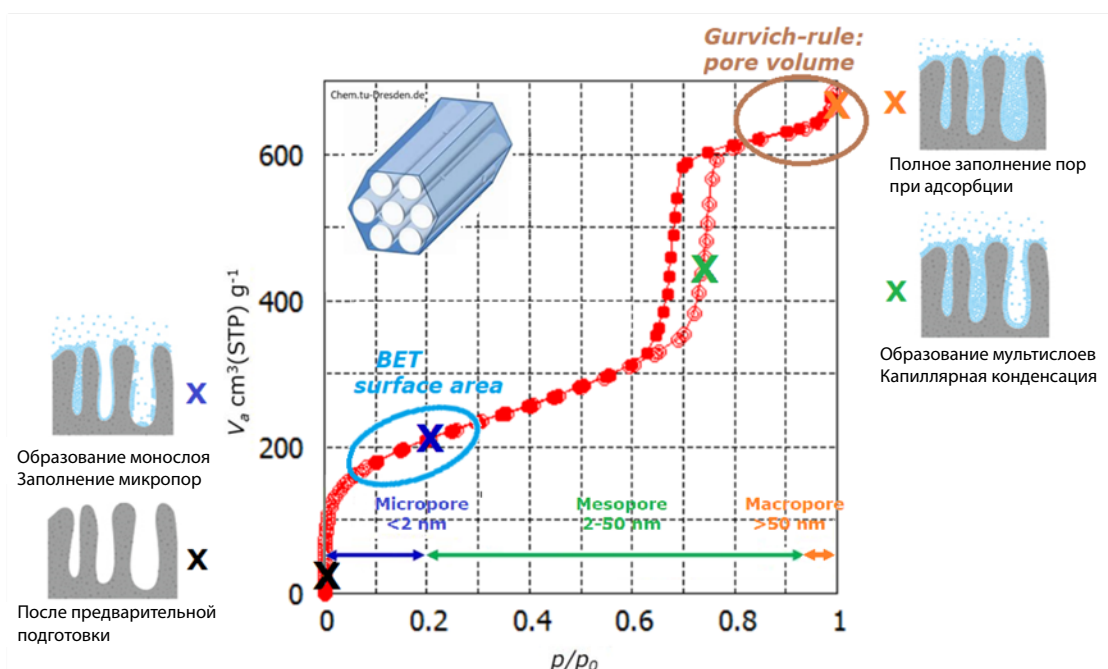 Gurvich-rule:
pore volume
Chem.tu-Dresden.de
X
Полное заполнение пор
при адсорбции
X
Образование мультислоев
Капиллярная конденсация
X
Образование монослоя
Заполнение микропор
X
После предварительной
подготовки
BET
surface area
X
X
X
X
Micropore
<2 nm
Mesopore
2-50 nm
Macropore
>50 nm
Va cm³(STP) g⁻¹
600
400
200
0
0 0.2 0.4 0.6 0.8 1
p/p₀